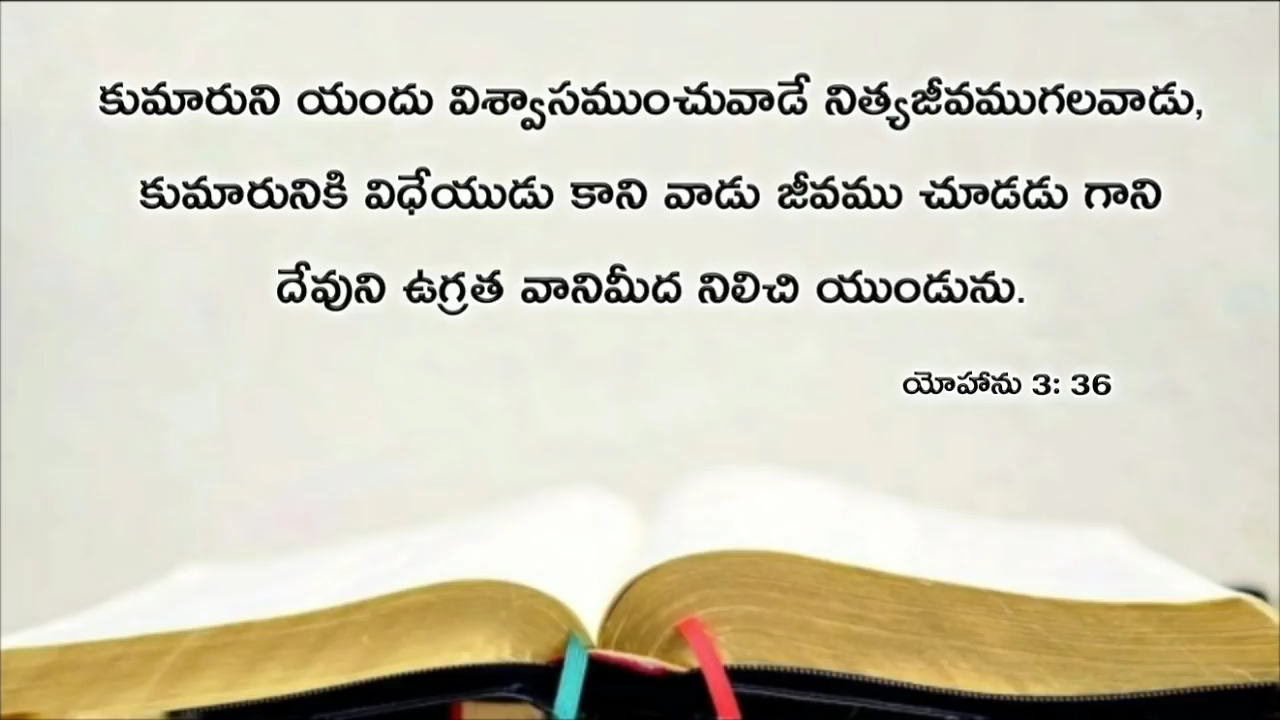 కుమారుని యందు విశ్వాసముంచువాడే నిత్యజీవముగలవాడు,
కుమారునికి విధేయుడు కాని వాడు జీవము చూడడు గాని
దేవుని ఉగ్రత వానిమీద నిలిచి యుండును.
యోహాను 3: 36